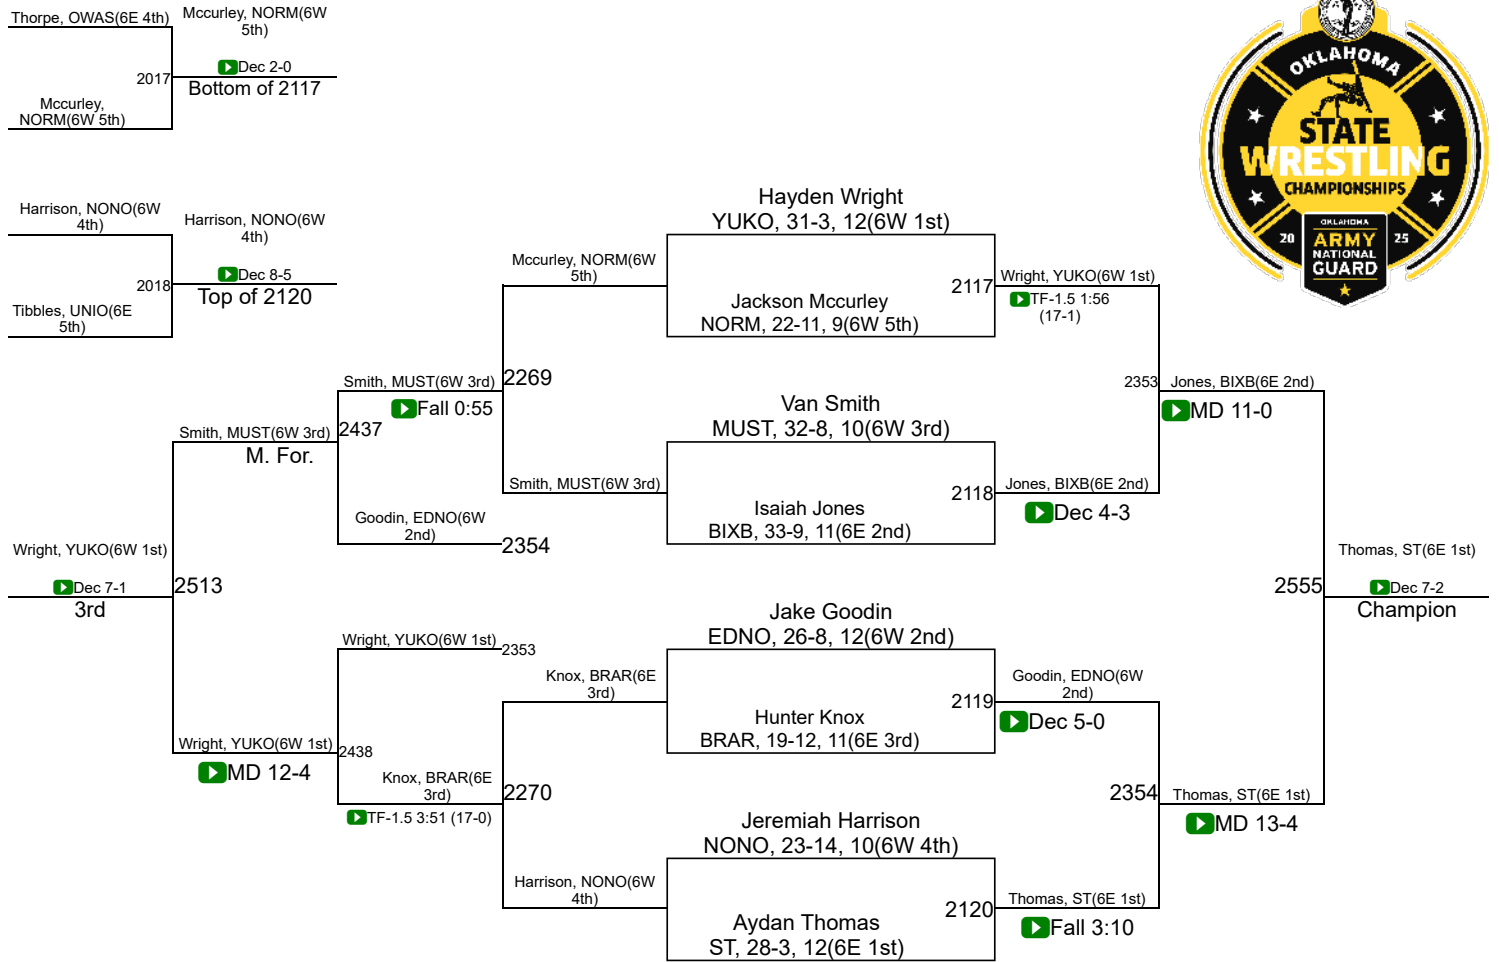 Thorpe, OWAS(6E 4th)
2017
Mccurley,
NORM(6W 5th)
Mccurley, NORM(6W
5th)
Dec 2-0
Bottom of 2117
Harrison, NONO(6W
4th)
2018
Tibbles, UNIO(6E
5th)
Harrison, NONO(6W
4th)
Dec 8-5
Top of 2120
OKLAHOMA
STATE
WRESTLING
CHAMPIONSHIPS
OKLAHOMA
20 ARMY 25
NATIONAL
GUARD
Hayden Wright
YUKO, 31-3, 12(6W 1st)
2117
Jackson Mccurley
NORM, 22-11, 9(6W 5th)
Wright, YUKO(6W 1st)
TF-1.5 1:56
(17-1)
Mccurley, NORM(6W
5th)
2269
Smith, MUST(6W 3rd)
Smith, MUST(6W 3rd)
Fall 0:55
2437
Van Smith
MUST, 32-8, 10(6W 3rd)
2118
Isaiah Jones
BIXB, 33-9, 11(6E 2nd)
Jones, BIXB(6E 2nd)
Dec 4-3
2353
Jones, BIXB(6E 2nd)
MD 11-0
Smith, MUST(6W 3rd)
M. For.
Goodin, EDNO(6W
2nd)
2354
Wright, YUKO(6W 1st)
Dec 7-1
3rd
2513
2555
Thomas, ST(6E 1st)
Dec 7-2
Champion
Jake Goodin
EDNO, 26-8, 12(6W 2nd)
2119
Hunter Knox
BRAR, 19-12, 11(6E 3rd)
Goodin, EDNO(6W
2nd)
Dec 5-0
Wright, YUKO(6W 1st)
2353
Knox, BRAR(6E
3rd)
Wright, YUKO(6W 1st)
MD 12-4
2438
Knox, BRAR(6E
3rd)
TF-1.5 3:51 (17-0)
2270
2354
Thomas, ST(6E 1st)
MD 13-4
Jeremiah Harrison
NONO, 23-14, 10(6W 4th)
Harrison, NONO(6W
4th)
2120
Aydan Thomas
ST, 28-3, 12(6E 1st)
Thomas, ST(6E 1st)
Fall 3:10